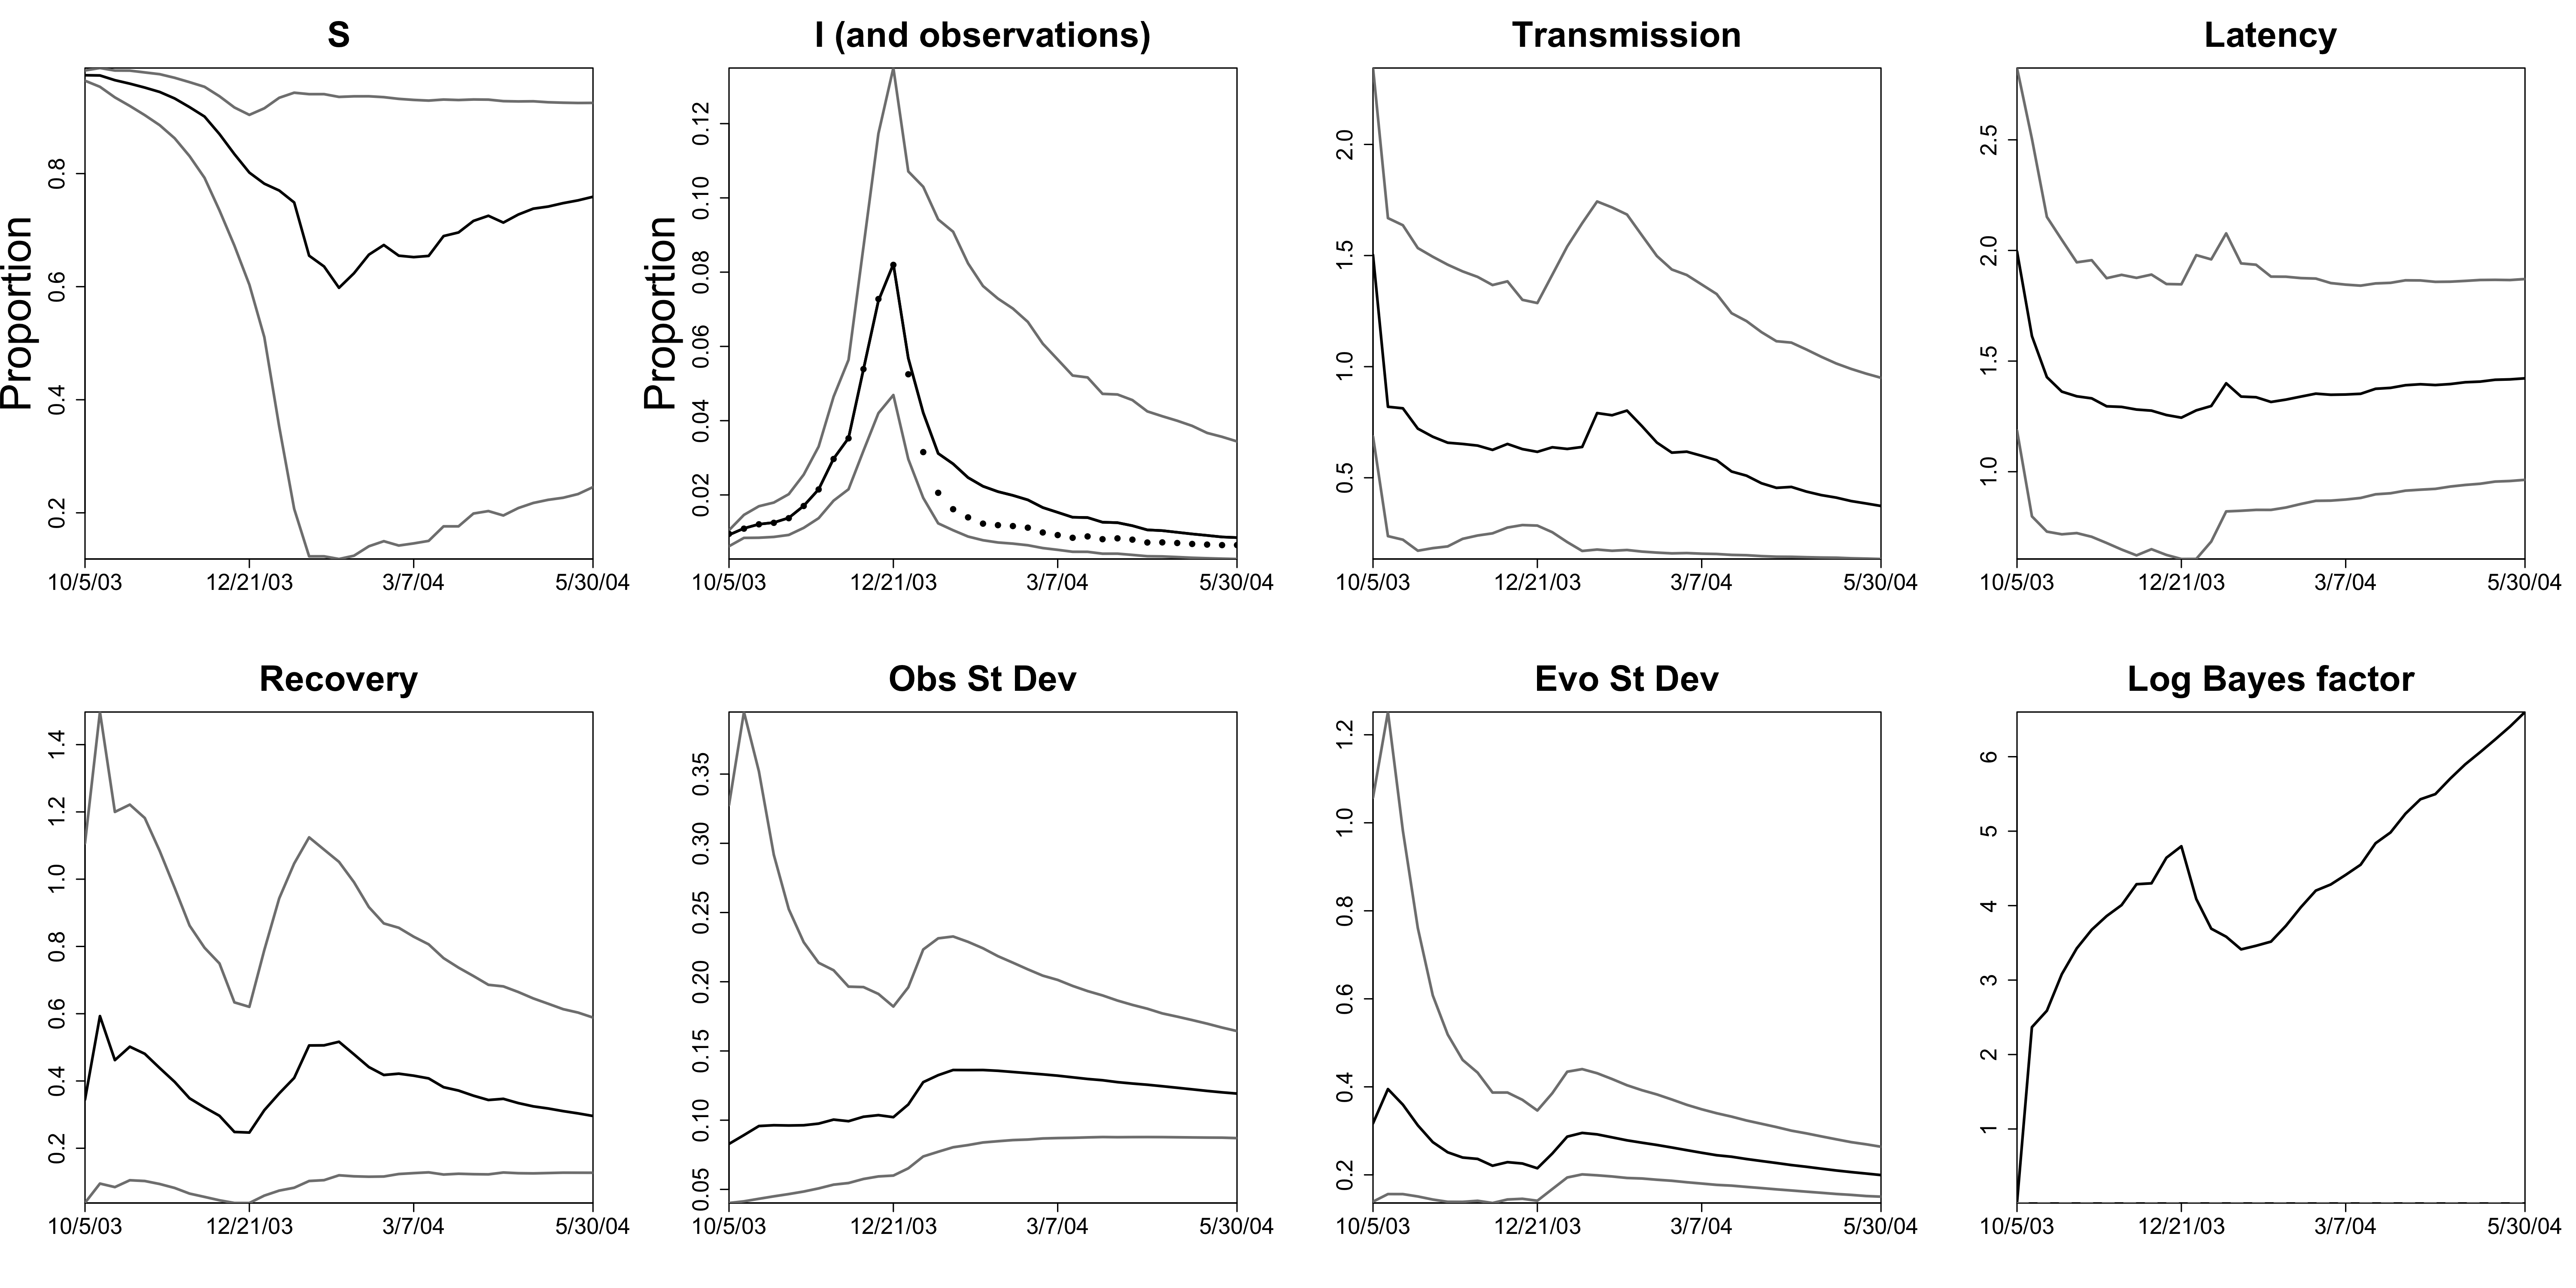 S
I (and observations)
Transmission
Latency
Proportion
0.2 0.4 0.6 0.8
10/5/03 12/21/03 3/7/04 5/30/04
Proportion
0.02 0.04 0.06 0.08 0.10 0.12
10/5/03 12/21/03 3/7/04 5/30/04
0.5 1.0 1.5 2.0
10/5/03 12/21/03 3/7/04 5/30/04
1.0 1.5 2.0 2.5
10/5/03 12/21/03 3/7/04 5/30/04
Recovery
Obs St Dev
Evo St Dev
Log Bayes factor
0.2 0.4 0.6 0.8 1.0 1.2 1.4
10/5/03 12/21/03 3/7/04 5/30/04
0.05 0.10 0.15 0.20 0.25 0.30 0.35
10/5/03 12/21/03 3/7/04 5/30/04
0.2 0.4 0.6 0.8 1.0 1.2
10/5/03 12/21/03 3/7/04 5/30/04
1 2 3 4 5 6
10/5/03 12/21/03 3/7/04 5/30/04